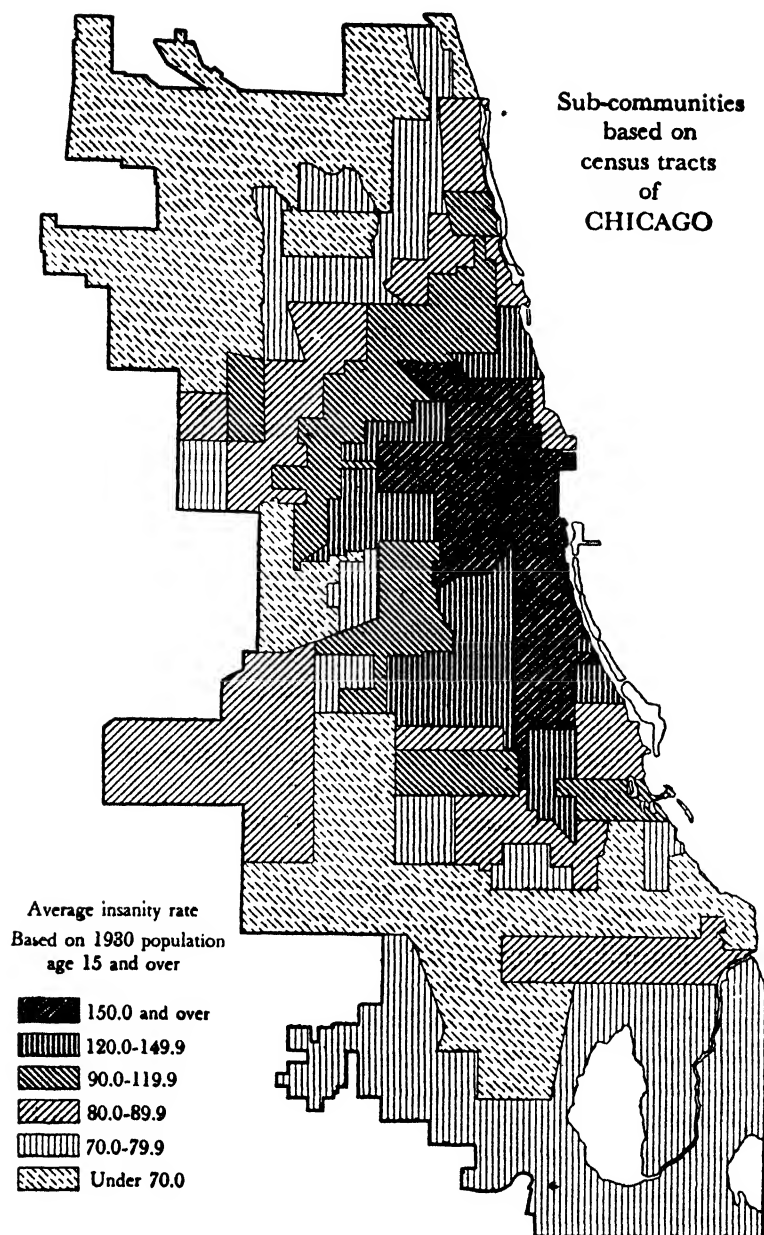 Sub-communities
based on
census tracts
of
CHICAGO
Average insanity rate
Based on 1930 population
age 15 and over
150.0 and over
120.0-149.9
90.0-119.9
80.0-89.9
70.0-79.9
Under 70.0